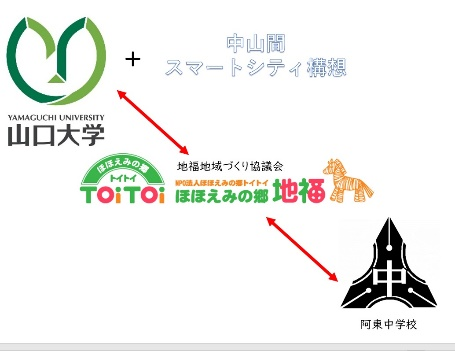 +
中山間
スマートシティ構想
YAMAGUCHI UNIVERSITY
山口大学
地福地域づくり協議会
ほほえみの郷
トイトイ
TOiTOi
NPO法人ほほえみの郷トイトイ
ほほえみの郷 地福
中
阿東中学校